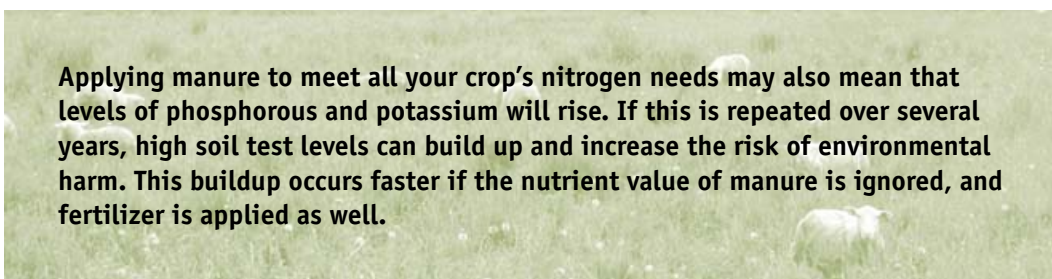 Applying manure to meet all your crop's nitrogen needs may also mean that
levels of phosphorous and potassium will rise. If this is repeated over several
years, high soil test levels can build up and increase the risk of environmental
harm. This buildup occurs faster if the nutrient value of manure is ignored, and
fertilizer is applied as well.